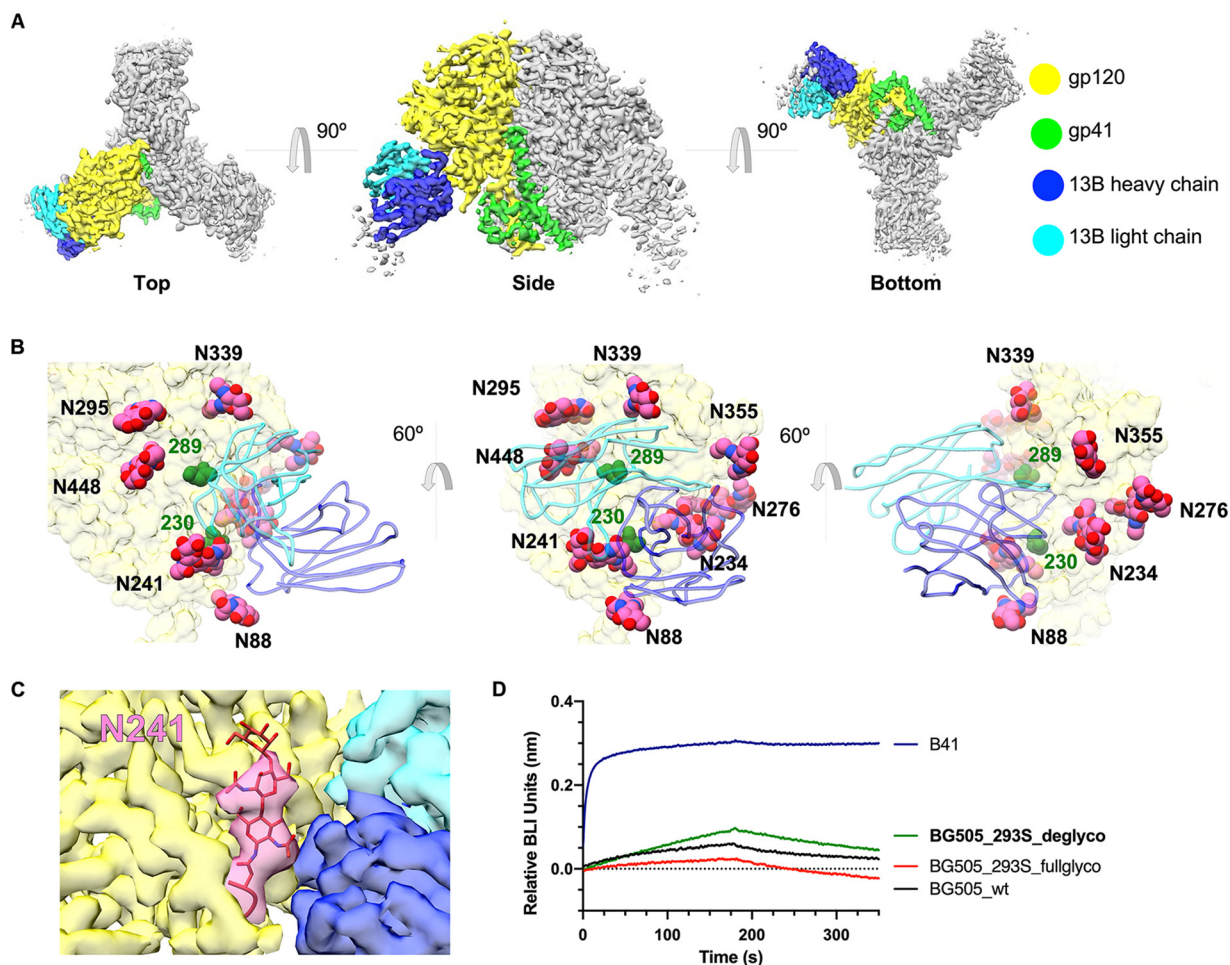 A
90º
90º
Top
Side
Bottom
gp120
gp41
13B heavy chain
13B light chain
B
N339
N295
289
N448
230
N241
N88
60º
N339
N295
N355
N448
289
N276
230
N241
N234
N88
60º
N339
N355
289
N276
230
N234
N88
C
N241
D
Relative BLI Units (nm)
0.4
0.2
0.0
0
100
200
300
Time (s)
B41
BG505_293S_deglyco
BG505_293S_fullglyco
BG505_wt